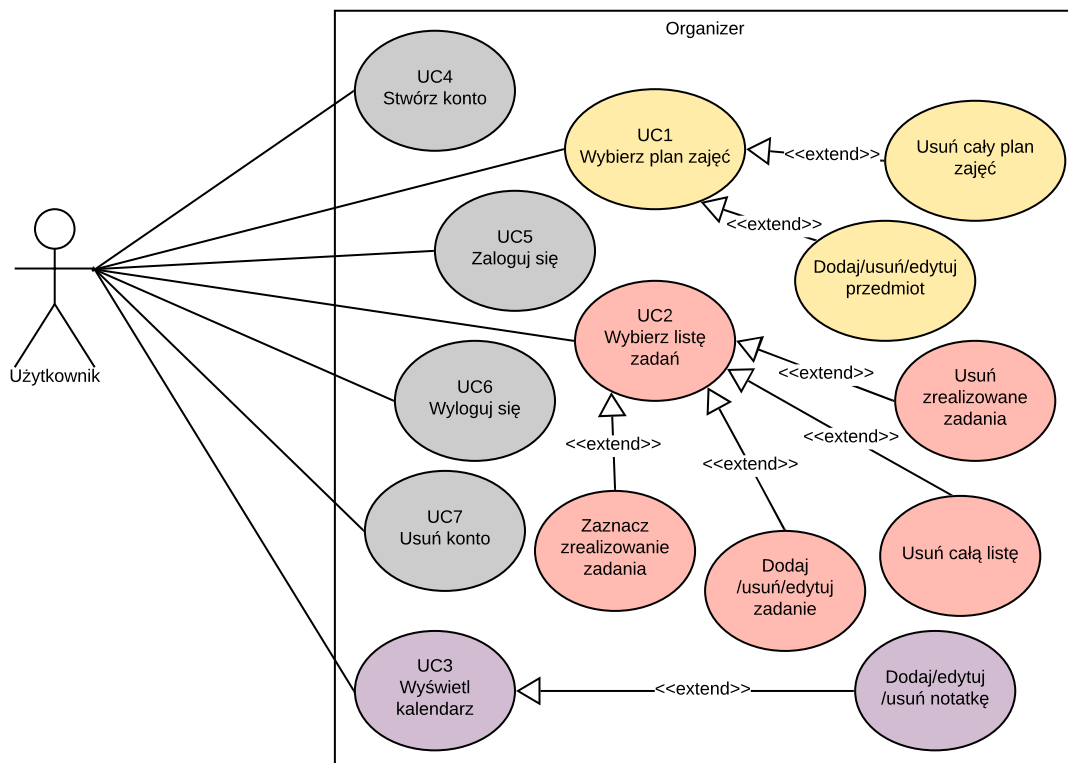 Organizer
UC4
Stwórz konto
UC1
Wybierz plan zajęć
<<extend>>
Usuń cały plan
zajęć
<<extend>>
UC5
Zaloguj się
Dodaj/usuń/edytuj
przedmiot
UC2
Wybierz listę
zadań
Użytkownik
<<extend>>
Usuń
zrealizowane
zadania
UC6
Wyloguj się
<<extend>>
<<extend>>
<<extend>>
UC7
Usuń konto
Zaznacz
zrealizowanie
zadania
Dodaj
/usuń/edytuj
zadanie
Usuń całą listę
UC3
Wyświetl
kalendarz
<<extend>>
Dodaj/edytuj
/usuń notatkę